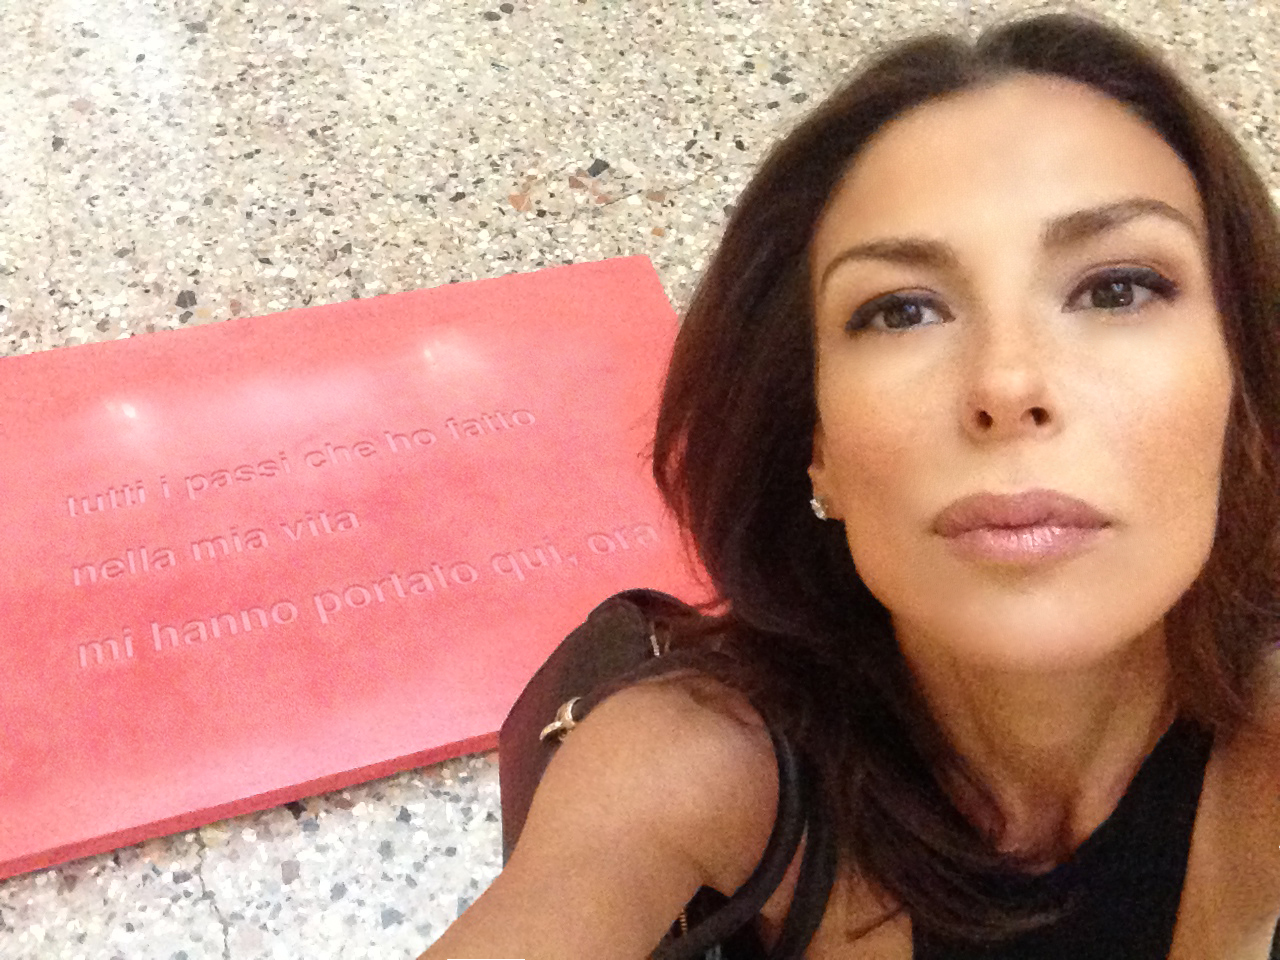 tutti i passi che ho fatto
nella mia vita
mi hanno portato qui, ora